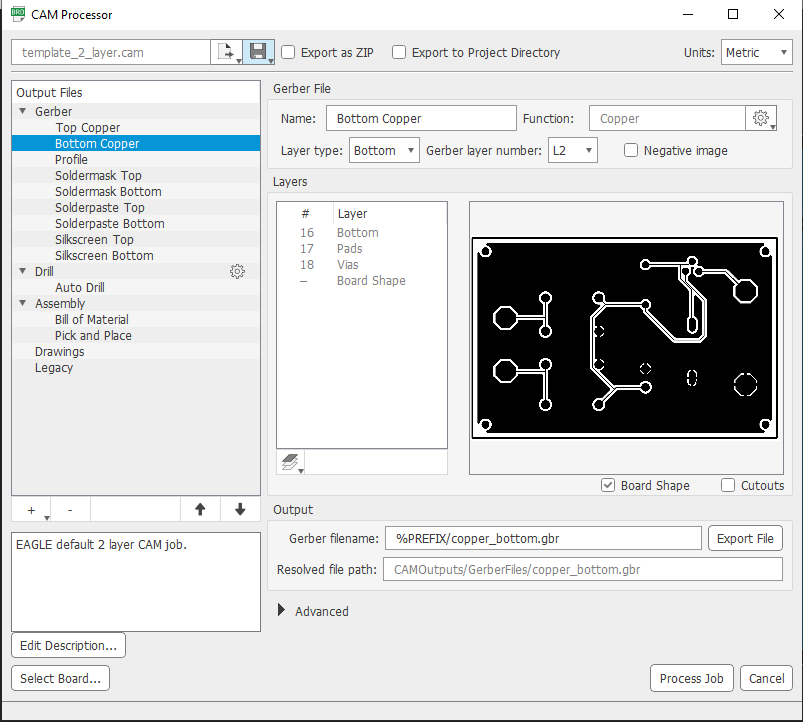 BRD CAM Processor
template_2_layer.cam Export as ZIP Export to Project Directory Units: Metric
Output Files
Gerber
Top Copper
Bottom Copper
Profile
Soldermask Top
Soldermask Bottom
Solderpaste Top
Solderpaste Bottom
Silkscreen Top
Silkscreen Bottom
Drill
Auto Drill
Assembly
Bill of Material
Pick and Place
Drawings
Legacy
+ -
EAGLE default 2 layer CAM job.
Edit Description...
Select Board...
Gerber File
Name: Bottom Copper Function: Copper
Layer type: Bottom Gerber layer number: L2 Negative image
Layers
# Layer
16 Bottom
17 Pads
18 Vias
– Board Shape
Board Shape Cutouts
Output
Gerber filename: %PREFIX/copper_bottom.gbr Export File
Resolved file path: CAMOutputs/GerberFiles/copper_bottom.gbr
Advanced
Process Job Cancel